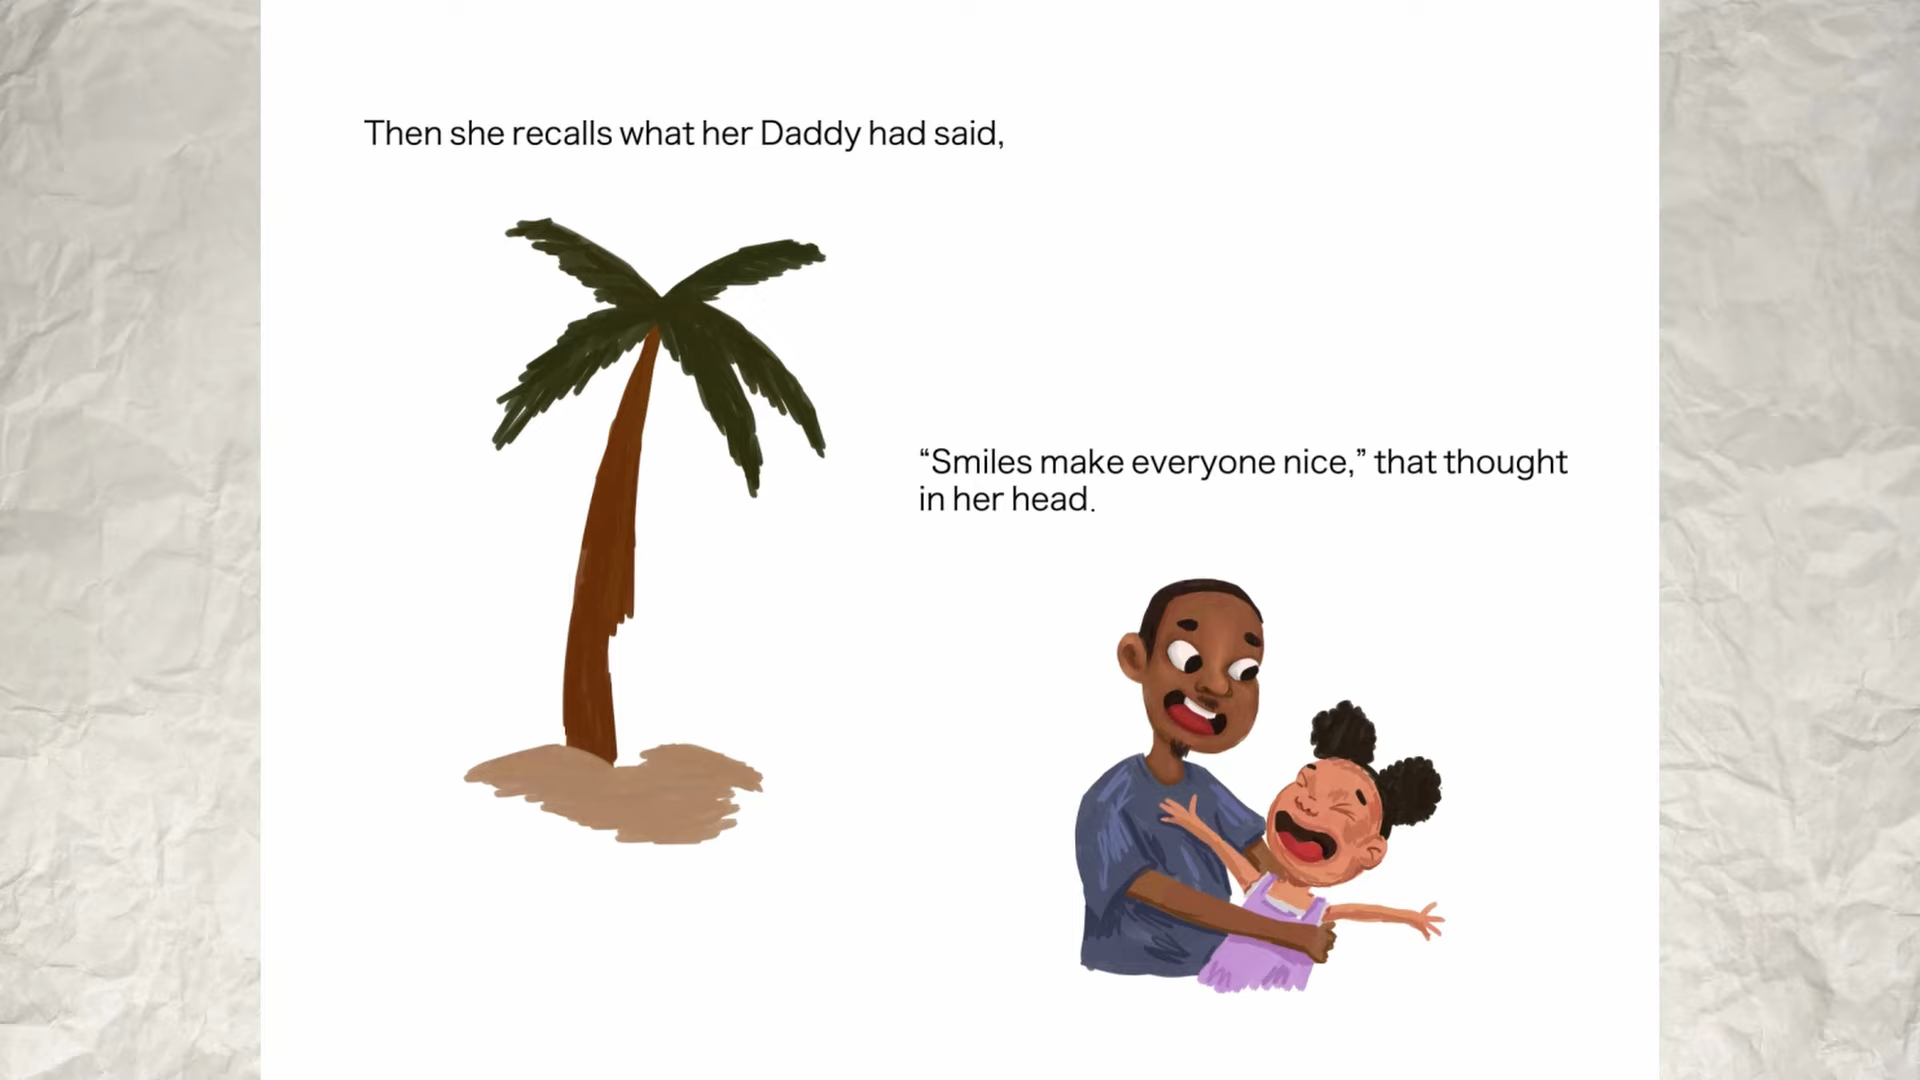 Then she recalls what her Daddy had said,
“Smiles make everyone nice,” that thought
in her head.